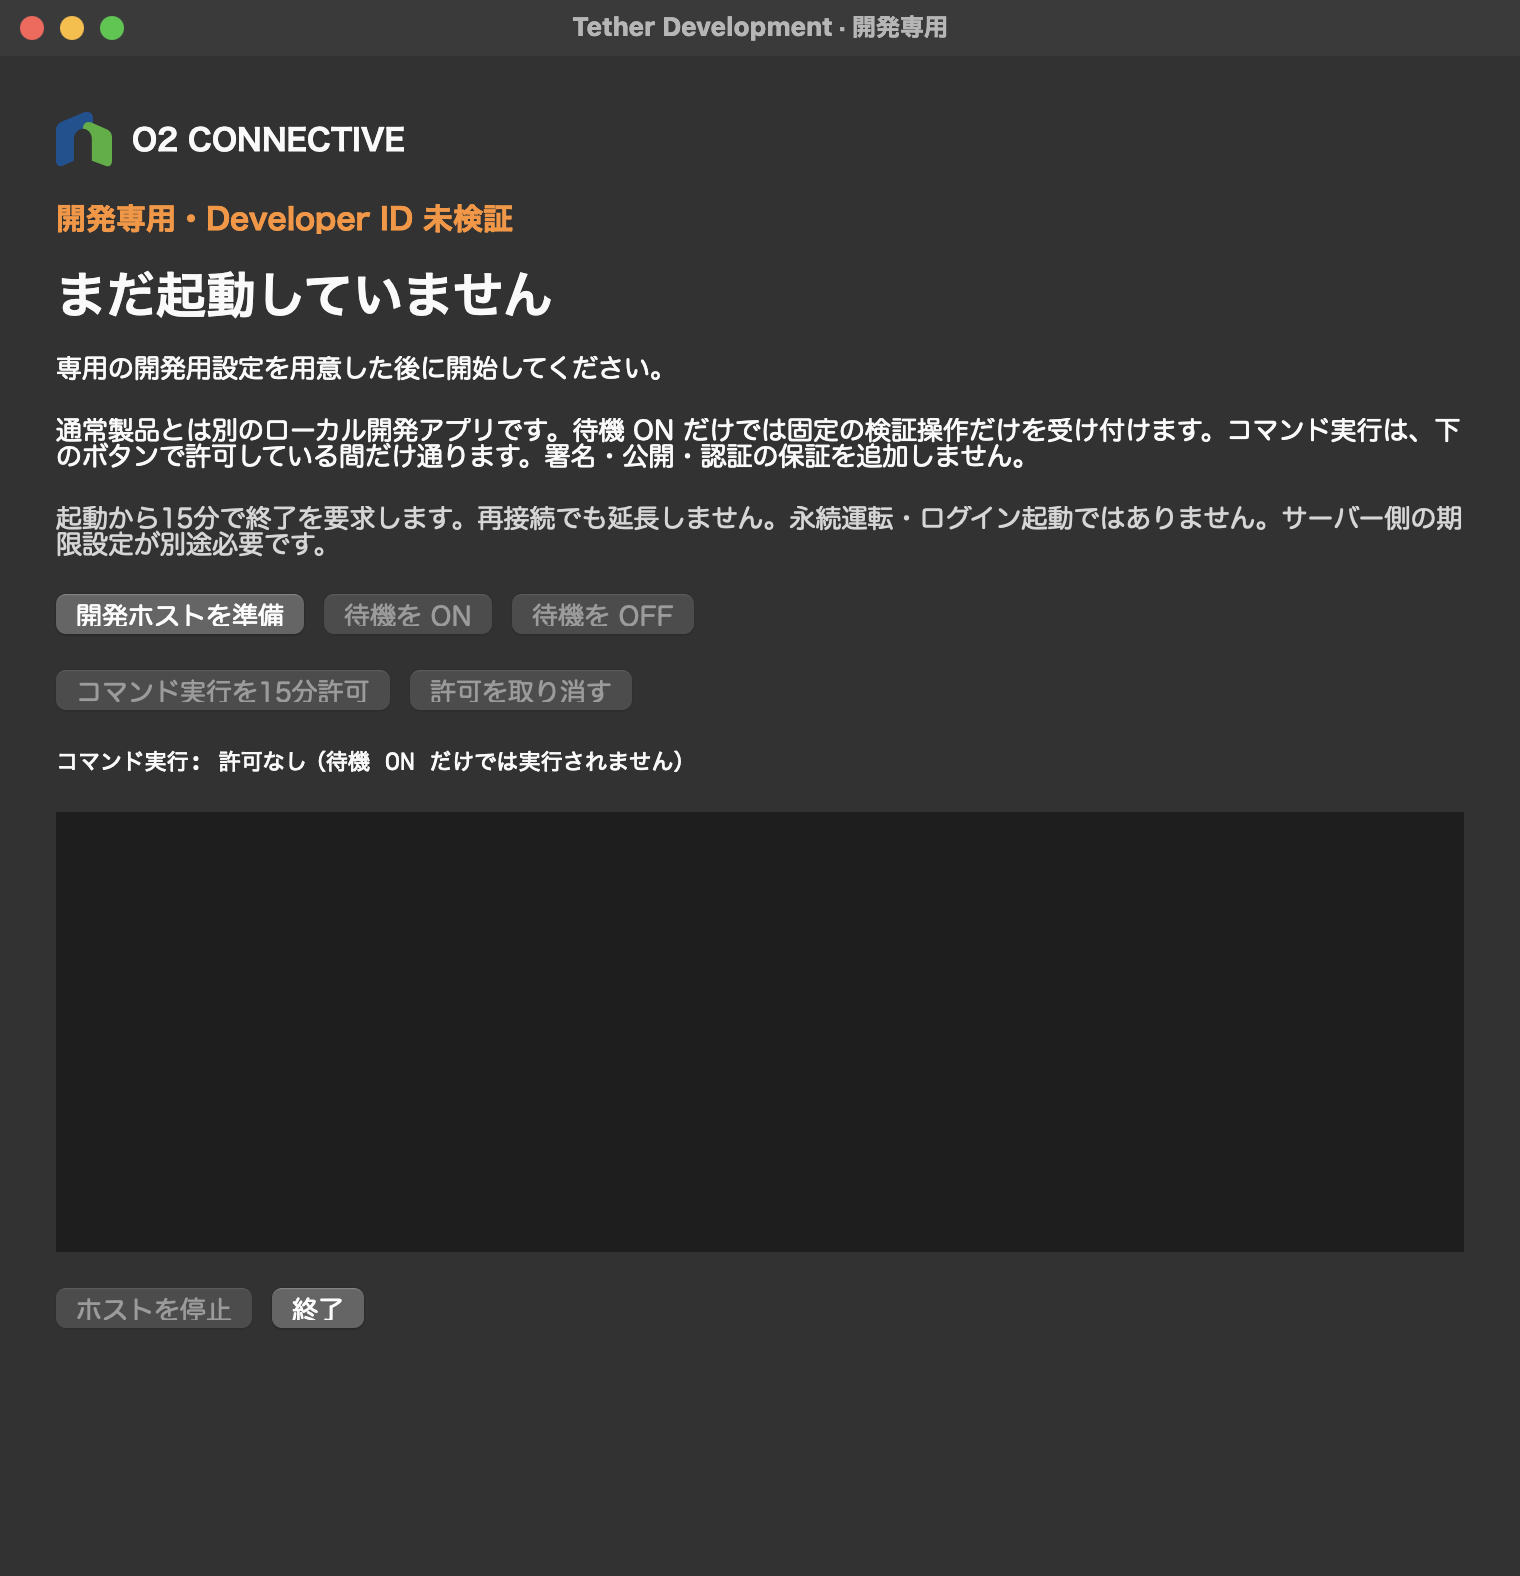 Tether Development · 開発専用
O2 CONNECTIVE
開発専用・Developer ID 未検証
まだ起動していません
専用の開発用設定を用意した後に開始してください。
通常製品とは別のローカル開発アプリです。待機 ON だけでは固定の検証操作だけを受け付けます。コマンド実行は、下
のボタンで許可している間だけ通ります。署名・公開・認証の保証を追加しません。
起動から15分で終了を要求します。再接続でも延長しません。永続運転・ログイン起動ではありません。サーバー側の期
限設定が別途必要です。
開発ホストを準備 待機を ON 待機を OFF
コマンド実行を15分許可 許可を取り消す
コマンド実行: 許可なし（待機 ON だけでは実行されません）
ホストを停止 終了